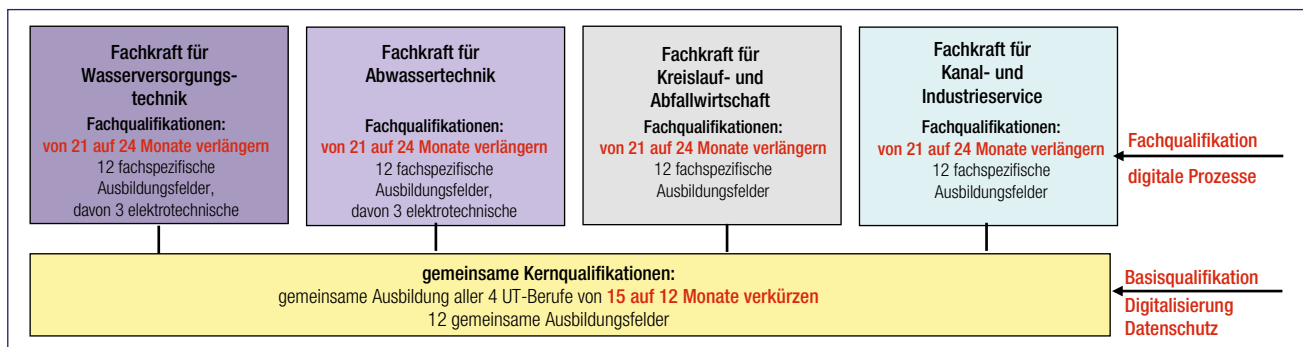 Fachkraft für
Wasserversorgungs-
technik
Fachqualifikationen:
von 21 auf 24 Monate verlängern
12 fachspezifische
Ausbildungsfelder,
davon 3 elektrotechnische
Fachkraft für
Abwassertechnik
Fachqualifikationen:
von 21 auf 24 Monate verlängern
12 fachspezifische
Ausbildungsfelder,
davon 3 elektrotechnische
Fachkraft für
Kreislauf- und
Abfallwirtschaft
Fachqualifikationen:
von 21 auf 24 Monate verlängern
12 fachspezifische
Ausbildungsfelder
Fachkraft für
Kanal- und
Industrieservice
Fachqualifikationen:
von 21 auf 24 Monate verlängern
12 fachspezifische
Ausbildungsfelder
Fachqualifikation
digitale Prozesse
gemeinsame Kernqualifikationen:
gemeinsame Ausbildung aller 4 UT-Berufe von 15 auf 12 Monate verkürzen
12 gemeinsame Ausbildungsfelder
Basisqualifikation
Digitalisierung
Datenschutz